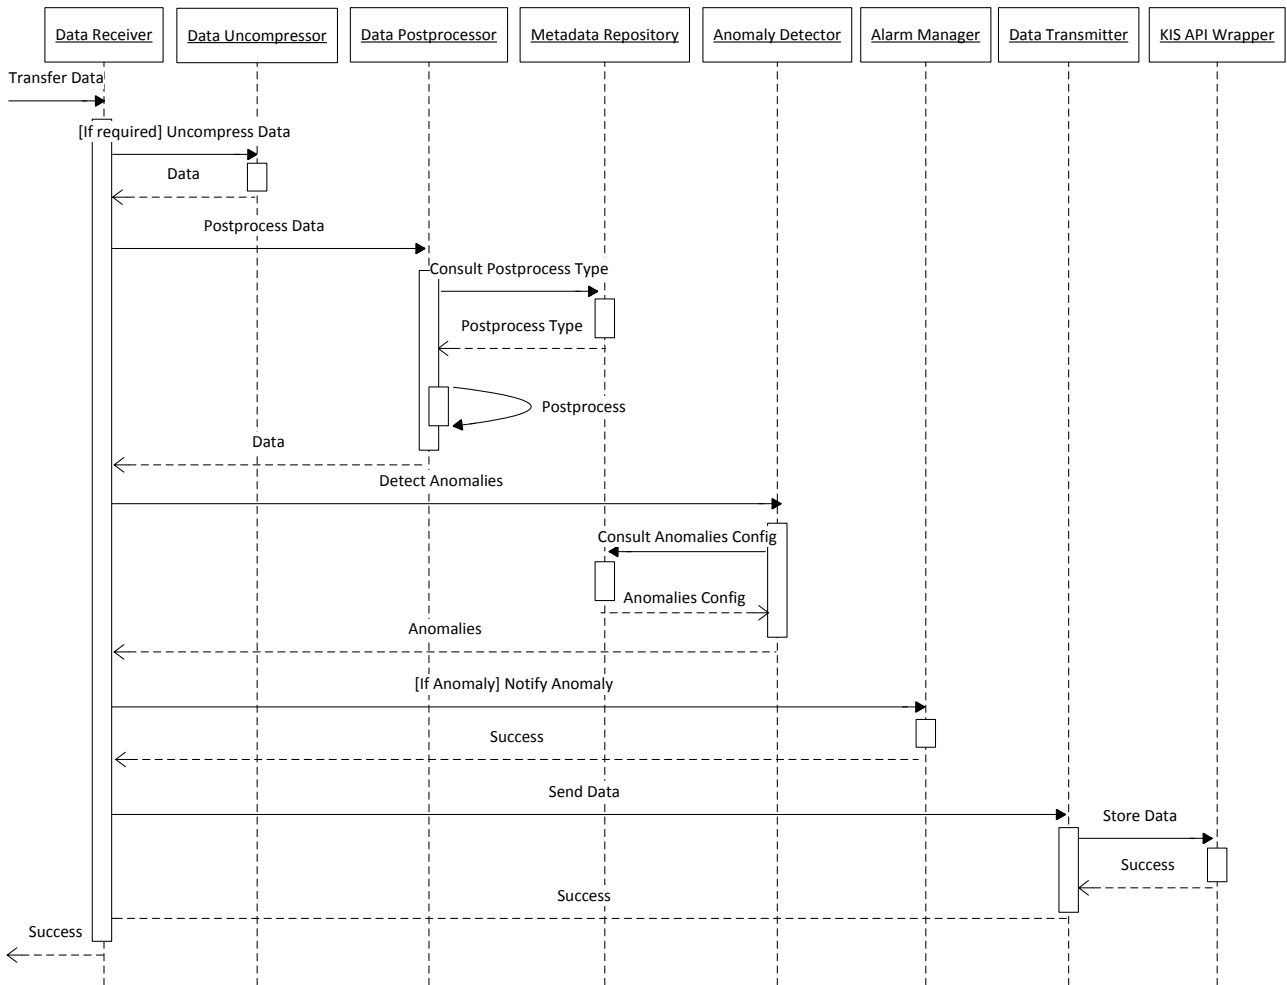 Data Receiver
Data Uncompressor
Data Postprocessor
Metadata Repository
Anomaly Detector
Alarm Manager
Data Transmitter
KIS API Wrapper
Transfer Data
[If required] Uncompress Data
Data
Postprocess Data
Consult Postprocess Type
Postprocess Type
Postprocess
Data
Detect Anomalies
Consult Anomalies Config
Anomalies Config
Anomalies
[If Anomaly] Notify Anomaly
Success
Send Data
Store Data
Success
Success
Success